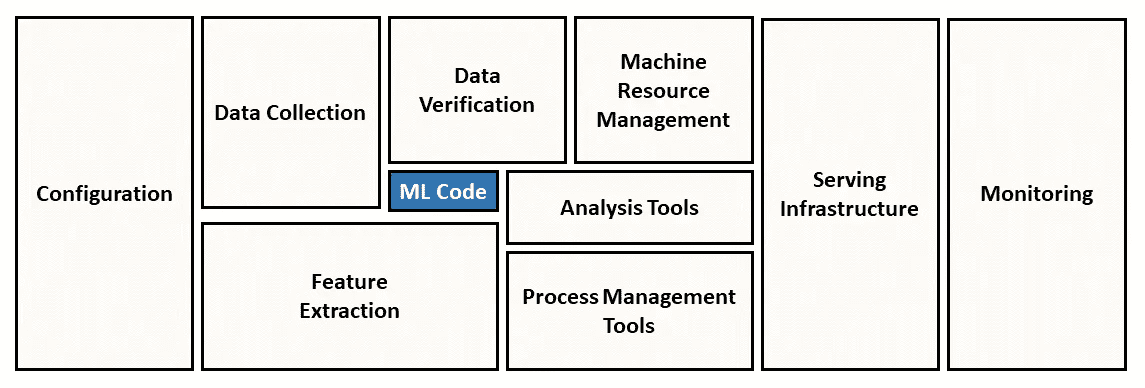 Configuration
Data Collection
Data
Verification
Machine
Resource
Management
ML Code
Analysis Tools
Feature
Extraction
Process Management
Tools
Serving
Infrastructure
Monitoring